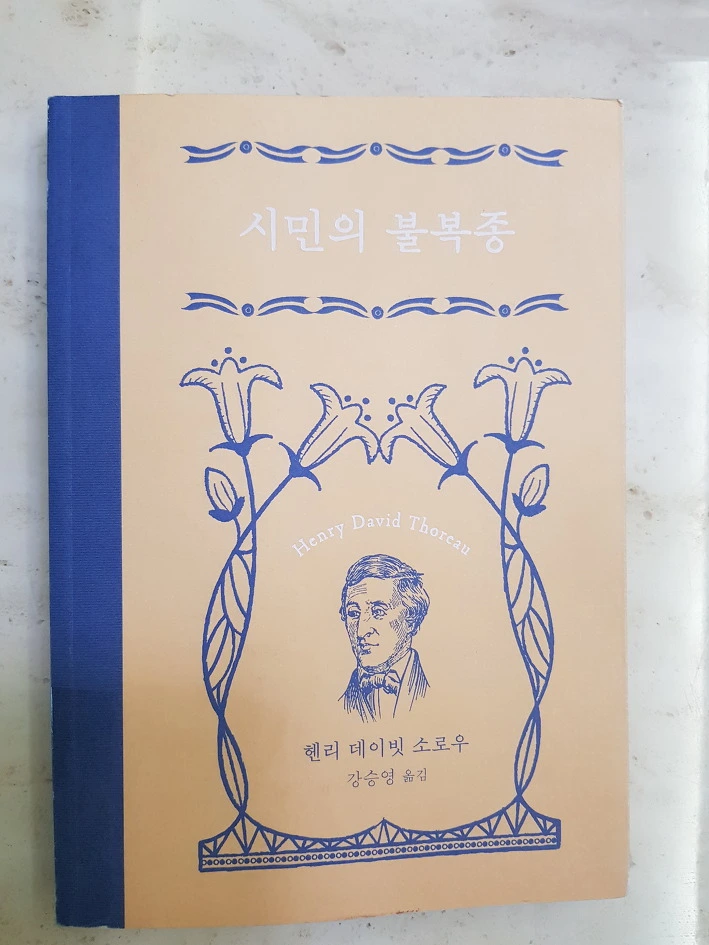 시민의 불복종
Henry David Thoreau
헨리 데이빗 소로우
강승영 옮김